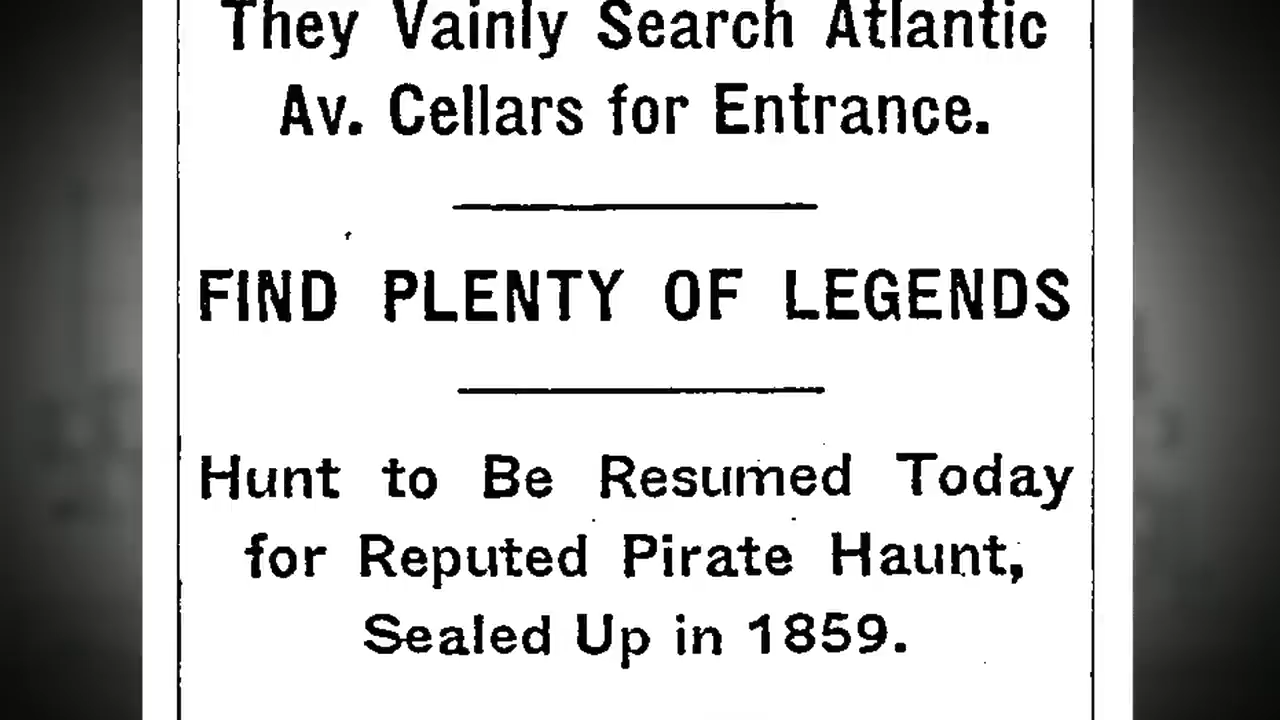 They Vainly Search Atlantic
Av. Cellars for Entrance.
FIND PLENTY OF LEGENDS
Hunt to Be Resumed Today
for Reputed Pirate Haunt,
Sealed Up in 1859.